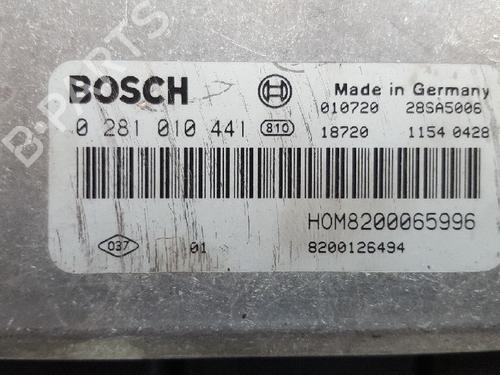 B-PARTS
BOSCH Made in Germany
010720 28SA5006
0 281 010 441 810 18720 1154 0428
HOM8200065996
037 01 8200126494